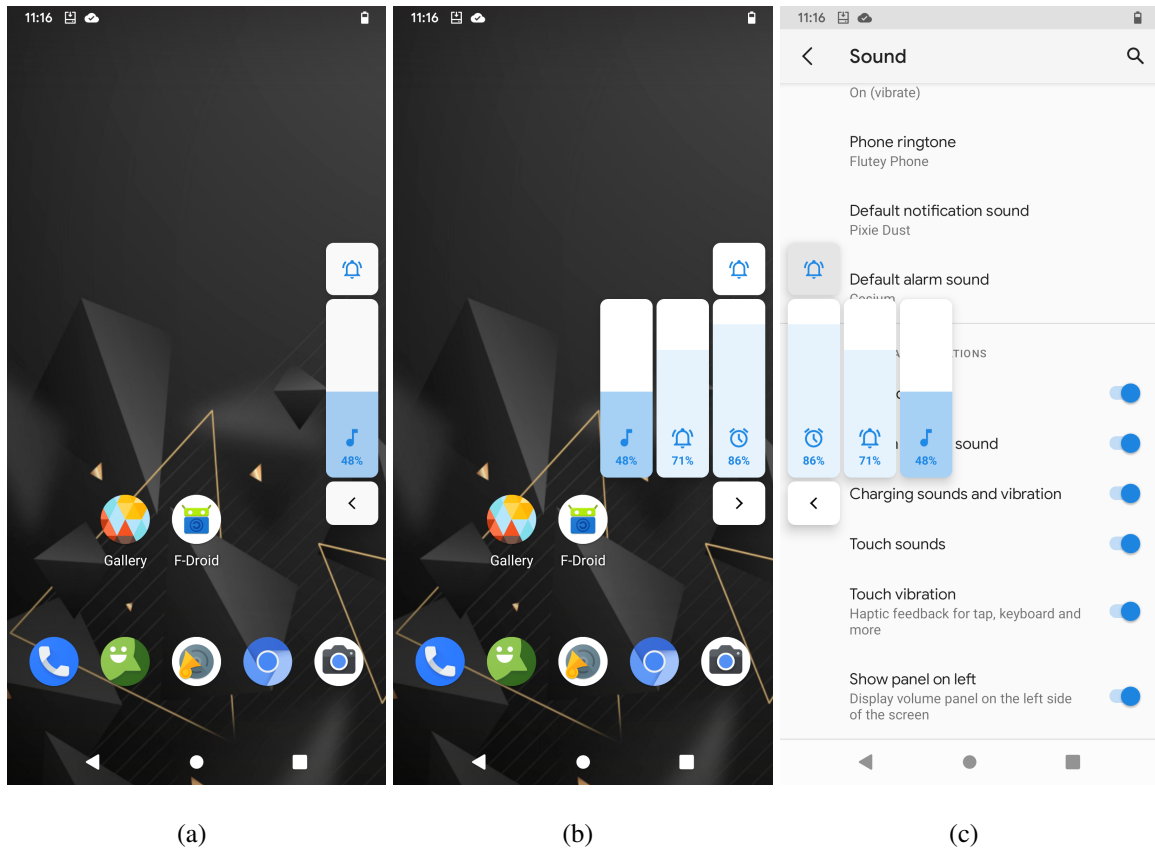 11:16
48%
Gallery F-Droid
(a)
11:16
48% 71% 86%
Gallery F-Droid
(b)
11:16
Sound
On (vibrate)
Phone ringtone
Flutey Phone
Default notification sound
Pixie Dust
Default alarm sound
Cesium
TIONS
86% 71% 48%
sound
Charging sounds and vibration
Touch sounds
Touch vibration
Haptic feedback for tap, keyboard and
more
Show panel on left
Display volume panel on the left side
of the screen
(c)